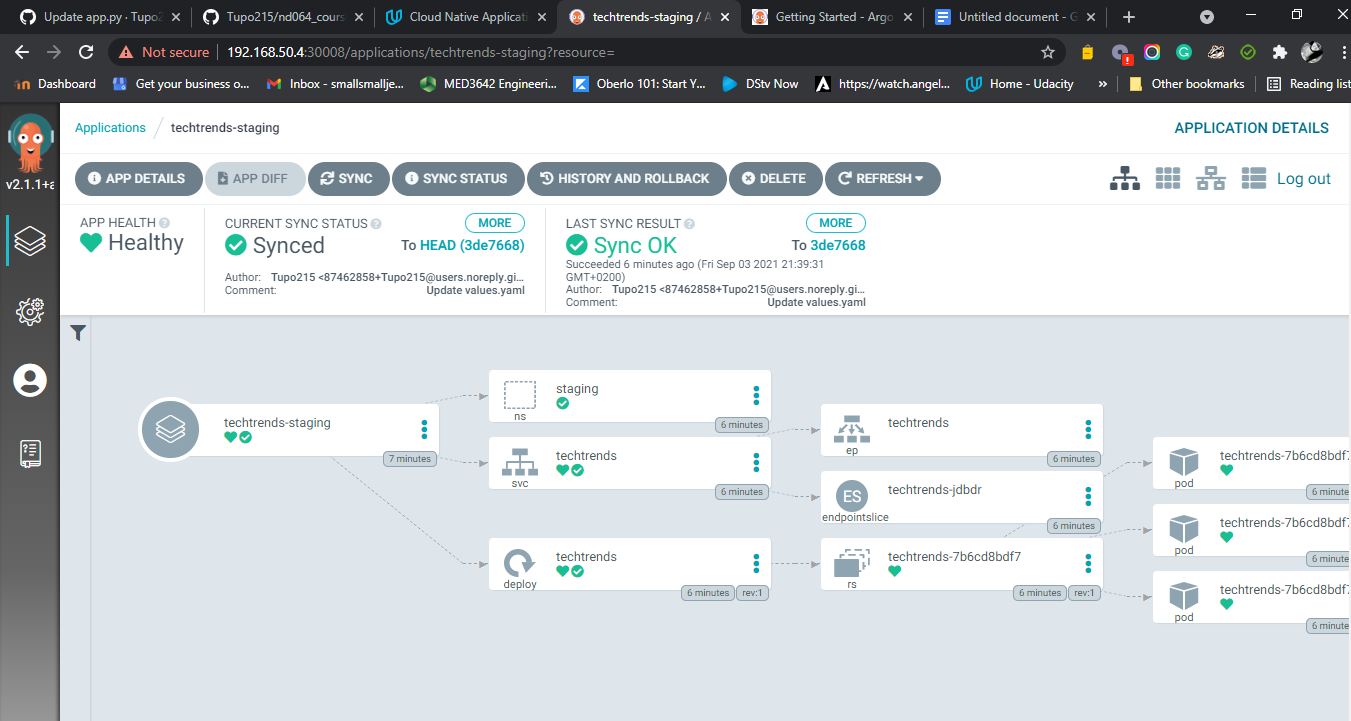 Update app.py · Tupo2
Tupo215/nd064_cours
Cloud Native Applicati
techtrends-staging / A
Getting Started - Argo
Untitled document - G
Not secure | 192.168.50.4:30008/applications/techtrends-staging?resource=
Dashboard
Get your business o...
Inbox - smallsmallje...
MED3642 Engineeri...
Oberlo 101: Start Y...
DStv Now
https://watch.angel...
Home - Udacity
»
Other bookmarks
Reading list
v2.1.1+a
Applications / techtrends-staging
APPLICATION DETAILS
APP DETAILS
APP DIFF
SYNC
SYNC STATUS
HISTORY AND ROLLBACK
DELETE
REFRESH
Log out
APP HEALTH
Healthy
CURRENT SYNC STATUS
MORE
Synced
To HEAD (3de7668)
Author: Tupo215 <87462858+Tupo215@users.noreply.gi...
Comment: Update values.yaml
LAST SYNC RESULT
MORE
Sync OK
To 3de7668
Succeeded 6 minutes ago (Fri Sep 03 2021 21:39:31
GMT+0200)
Author: Tupo215 <87462858+Tupo215@users.noreply.gi...
Comment: Update values.yaml
techtrends-staging
7 minutes
staging
ns
6 minutes
techtrends
svc
6 minutes
techtrends
deploy
6 minutes
rev:1
techtrends
ep
6 minutes
ES
techtrends-jdbdr
endpointslice
6 minutes
techtrends-7b6cd8bdf7
rs
6 minutes
rev:1
techtrends-7b6cd8bdf7
pod
6 minute
techtrends-7b6cd8bdf7
pod
6 minute
techtrends-7b6cd8bdf7
pod
6 minute